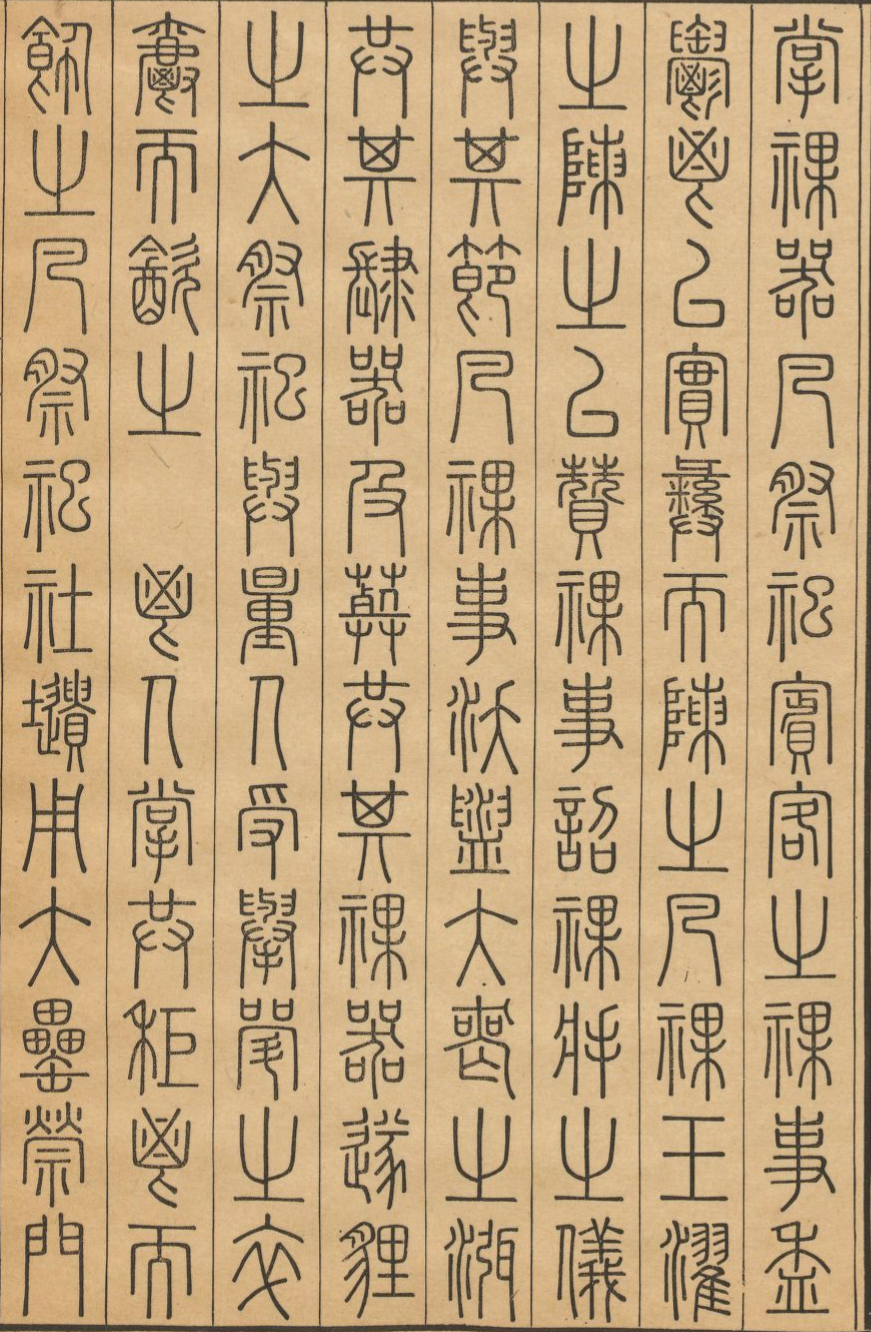 掌祼器凡祭祀賓客之祼事盉
鬱鬯以實彝而陳之凡祼玉濯
之陳之以贊祼事詔祼將之儀
與其節凡祼事沃盥大喪之渳
共其肆器及葬共其祼器遂貍
之大祭祀與量人受舉斝之卒
爵而飲之　鬯人掌共秬鬯而
飾之凡祭祀社壝用大罍禜門